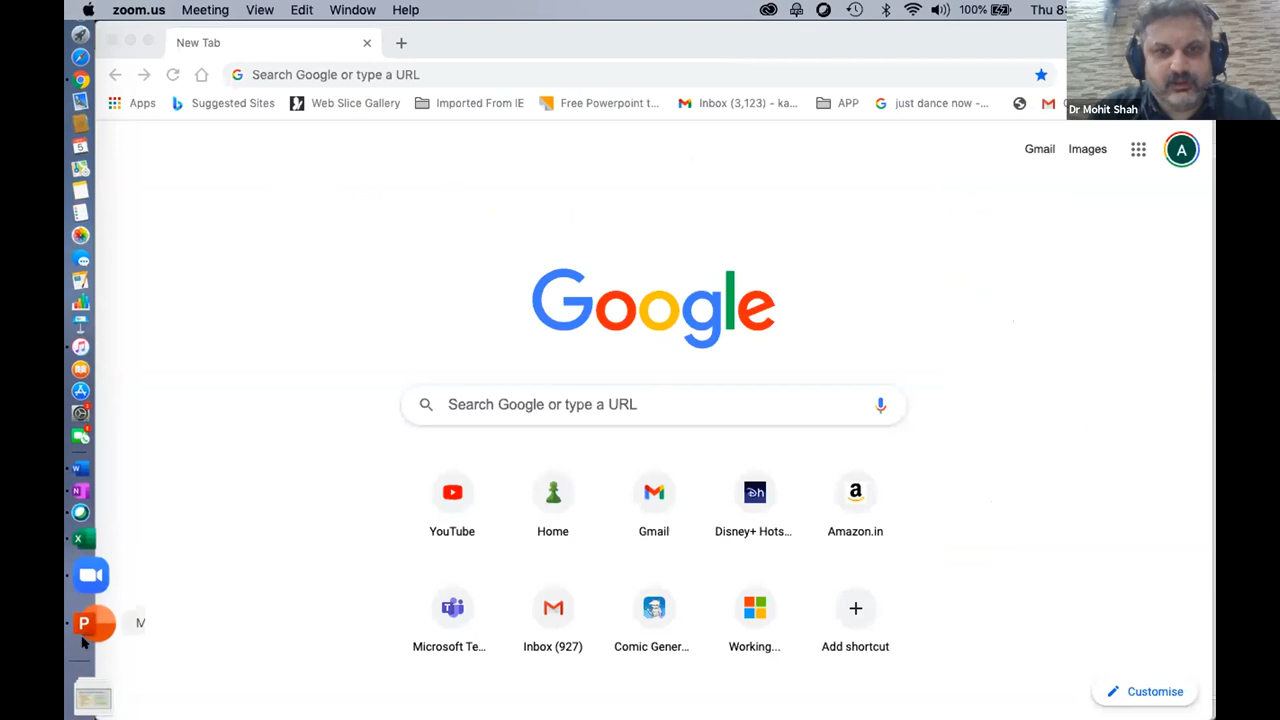 zoom.us Meeting View Edit Window Help 100% Thu 8:
New Tab
Search Google or type a URL
Apps Suggested Sites Web Slice Gallery Imported From IE Free Powerpoint t... Inbox (3,123) - ka... APP just dance now -...
Dr Mohit Shah
Gmail Images A
5
Google
Search Google or type a URL
dh a
YouTube Home Gmail Disney+ Hots... Amazon.in
W
N
X
P M
Microsoft Te... Inbox (927) Comic Gener... Working... Add shortcut
Customise